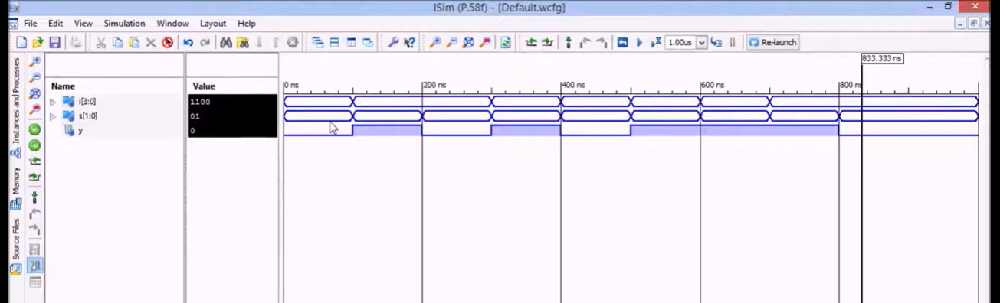 ISim (P.58f) - [Default.wcfg]
File Edit View Simulation Window Layout Help
1.00us Re-launch
833.333 ns
Name Value 0 ns 200 ns 400 ns 600 ns 800 ns
i[3:0] 1100
s[1:0] 01
y 0
Instances and Processes
Memory
Source Files